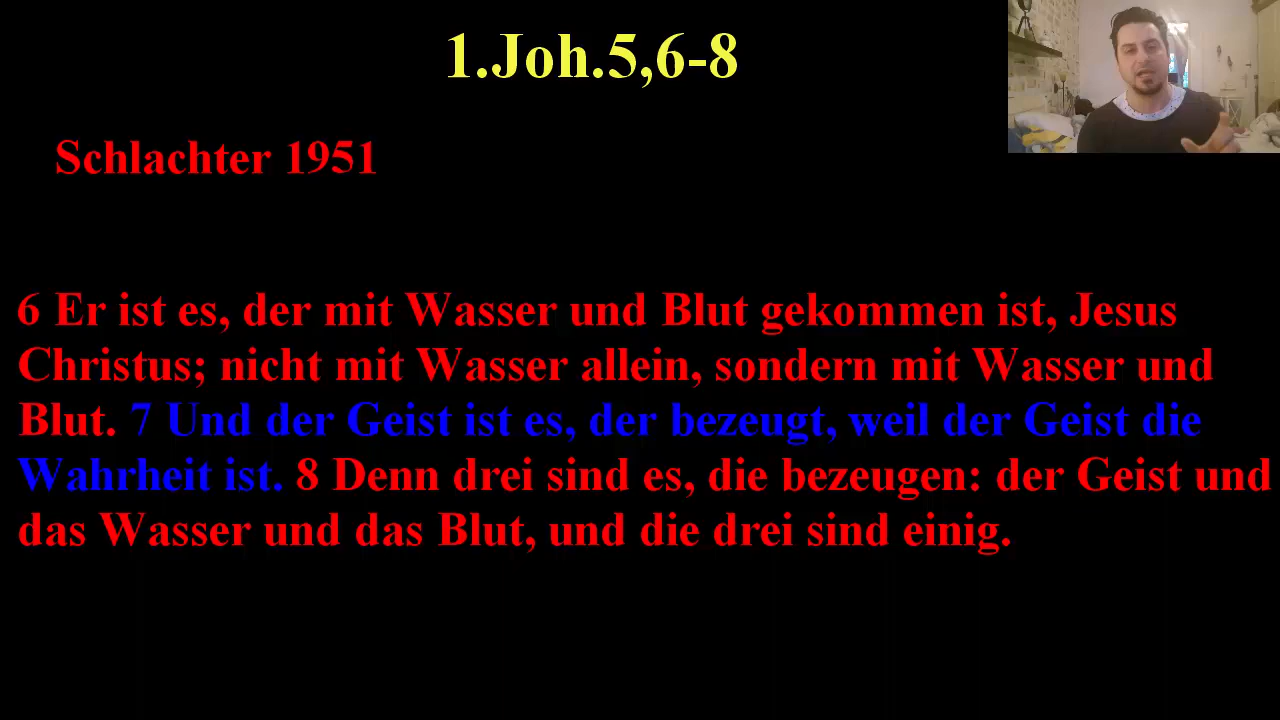 1.Joh.5,6-8
Schlachter 1951
6 Er ist es, der mit Wasser und Blut gekommen ist, Jesus
Christus; nicht mit Wasser allein, sondern mit Wasser und
Blut. 7 Und der Geist ist es, der bezeugt, weil der Geist die
Wahrheit ist. 8 Denn drei sind es, die bezeugen: der Geist und
das Wasser und das Blut, und die drei sind einig.